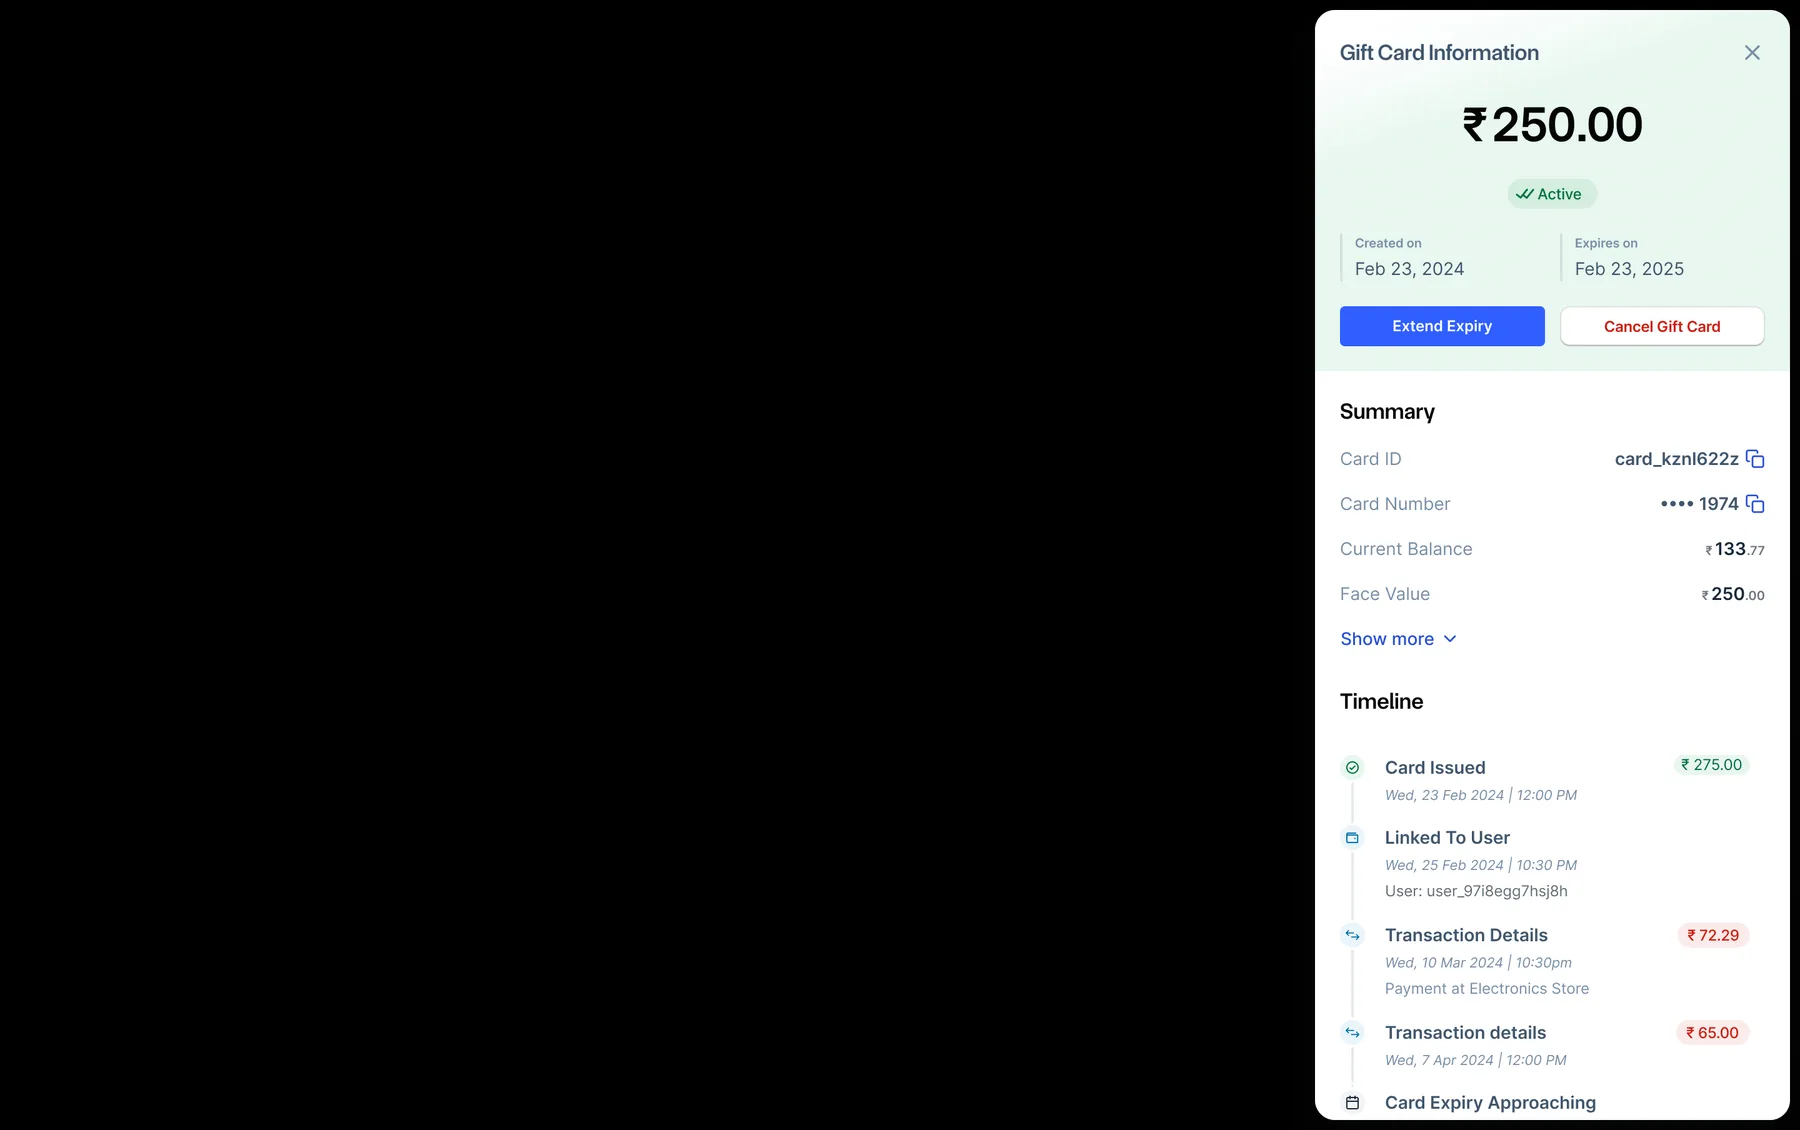 Gift Card Information
₹250.00
Active
Created on
Feb 23, 2024
Expires on
Feb 23, 2025
Extend Expiry
Cancel Gift Card
Summary
Card ID card_kznl622z
Card Number •••• 1974
Current Balance ₹133.77
Face Value ₹250.00
Show more
Timeline
Card Issued ₹ 275.00
Wed, 23 Feb 2024 | 12:00 PM
Linked To User
Wed, 25 Feb 2024 | 10:30 PM
User: user_97i8egg7hsj8h
Transaction Details ₹ 72.29
Wed, 10 Mar 2024 | 10:30pm
Payment at Electronics Store
Transaction details ₹ 65.00
Wed, 7 Apr 2024 | 12:00 PM
Card Expiry Approaching